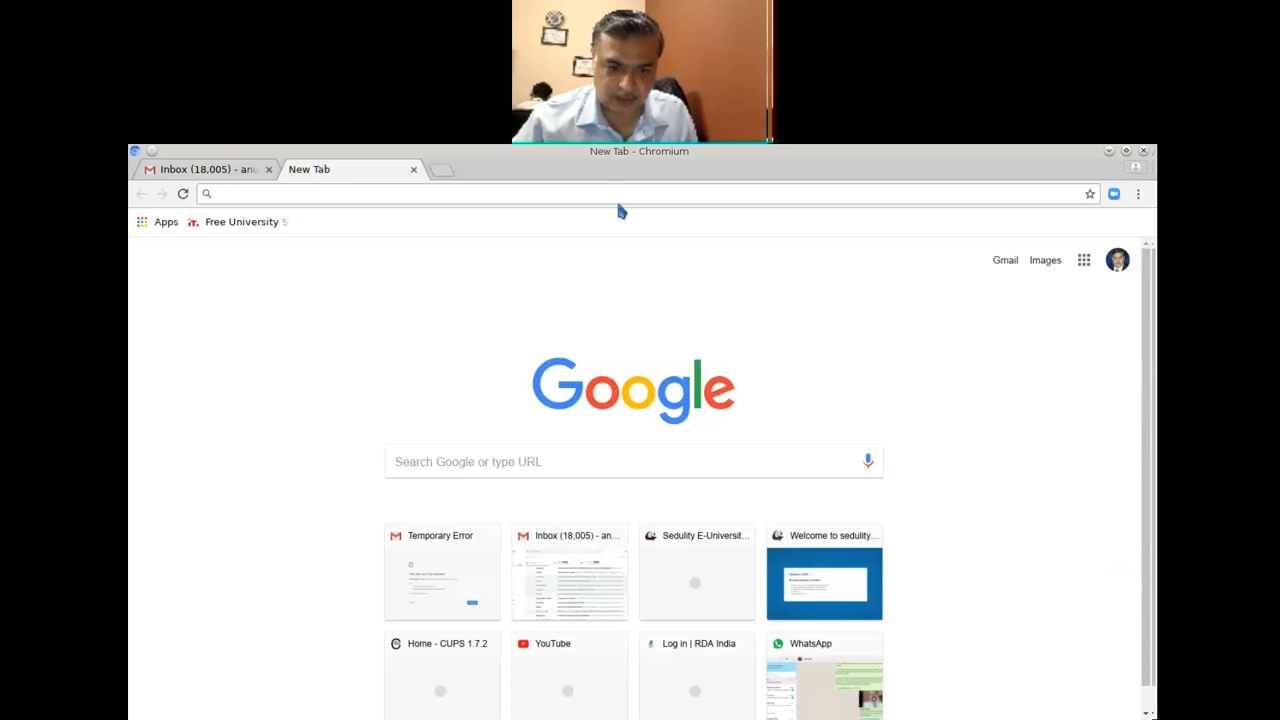 New Tab - Chromium
Inbox (18,005) - anu
New Tab
Apps
Free University S
Gmail
Images
Google
Search Google or type URL
Temporary Error
Inbox (18,005) - an...
Sedulity E-Universit...
Welcome to sedulity...
Home - CUPS 1.7.2
YouTube
Log in | RDA India
WhatsApp